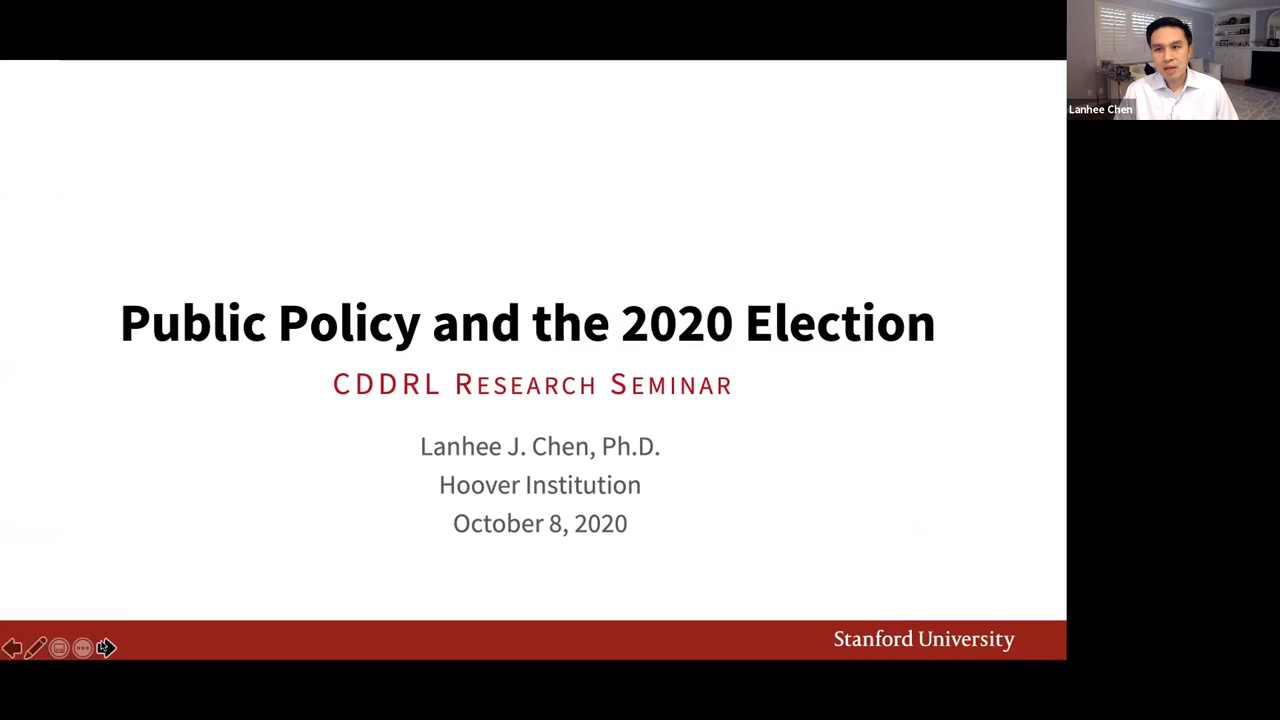 Lanhee Chen
Public Policy and the 2020 Election
CDDRL RESEARCH SEMINAR
Lanhee J. Chen, Ph.D.
Hoover Institution
October 8, 2020
Stanford University